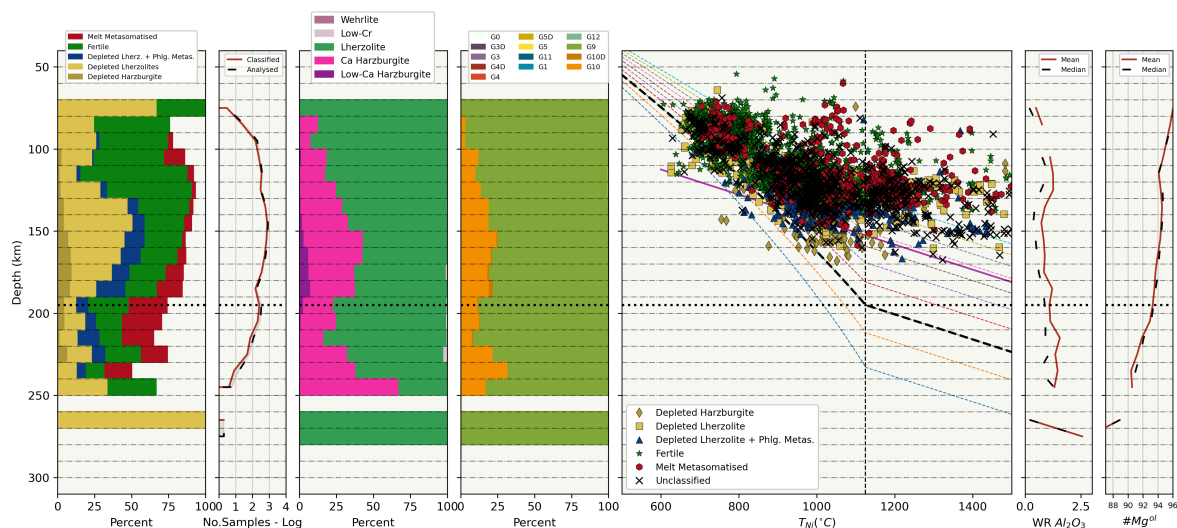 Melt Metasomatised
Fertile
Depleted Lherz. + Phlg. Metas.
Depleted Lherzolites
Depleted Harzburgite
Classified
Analysed
Wehrlite
Low-Cr
Lherzolite
Ca Harzburgite
Low-Ca Harzburgite
G0 G5D G12
G3D G5 G9
G3 G11 G10D
G4D G1 G10
G4
Mean
Median
Mean
Median
Depth (km)
50
100
150
200
250
300
Depleted Harzburgite
Depleted Lherzolite
Depleted Lherzolite + Phlg. Metas.
Fertile
Melt Metasomatised
Unclassified
0 25 50 75 100
Percent
0 1 2 3 4
No.Samples - Log
0 25 50 75 100
Percent
0 25 50 75 100
Percent
600 800 1000 1200 1400
T_Ni(°C)
0.0 2.5
WR Al₂O₃
88 90 92 94 96
#Mg^ol